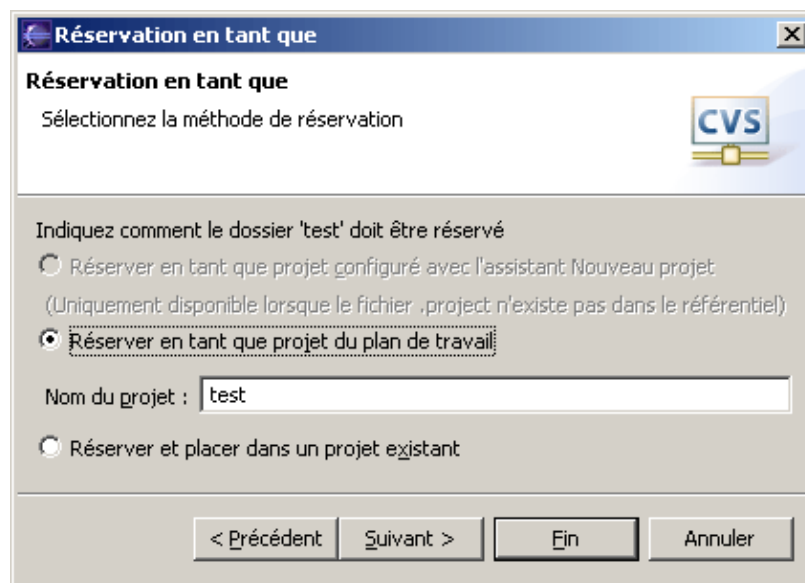 Réservation en tant que
Réservation en tant que
Sélectionnez la méthode de réservation
CVS
Indiquez comment le dossier 'test' doit être réservé
Réserver en tant que projet configuré avec l'assistant Nouveau projet
(Uniquement disponible lorsque le fichier .project n'existe pas dans le référentiel)
Réserver en tant que projet du plan de travail
Nom du projet : test
Réserver et placer dans un projet existant
< Précédent Suivant > Fin Annuler